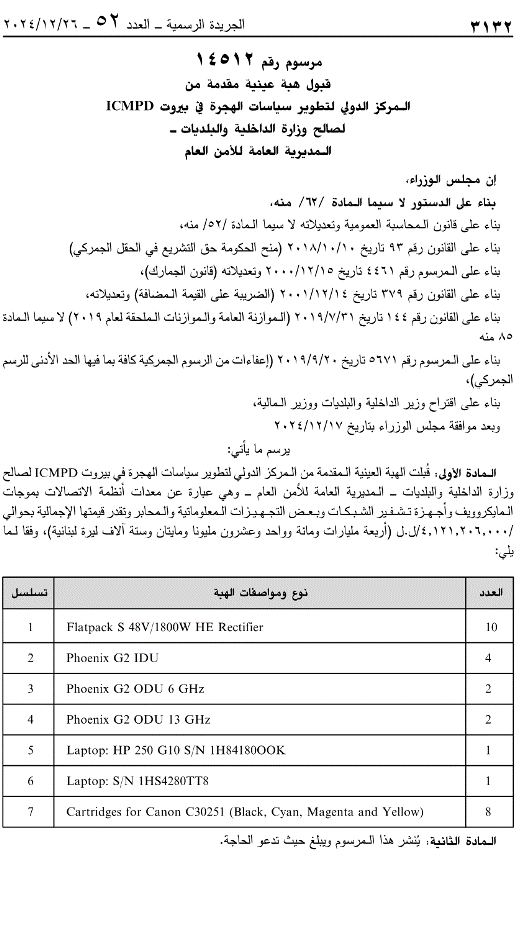 ٣١٣٢
الجريدة الرسمية ــ العدد ٥٢ ــ ٢٠٢٤/١٢/٢٦
مرسوم رقم ١٤٥١٢
قبول هبة عينية مقدمة من
المركز الدولي لتطوير سياسات الهجرة في بيروت ICMPD
لصالح وزارة الداخلية والبلديات ــ
المديرية العامة للأمن العام
إن مجلس الوزراء،
بناء على الدستور لا سيما المادة /٦٢/ منه،
بناء على قانون المحاسبة العمومية وتعديلاته لا سيما المادة /٥٢/ منه،
بناء على القانون رقم ٩٣ تاريخ ٢٠١٨/١٠/١٠ (منح الحكومة حق التشريع في الحقل الجمركي)
بناء على المرسوم رقم ٤٤٦١ تاريخ ٢٠٠٠/١٢/١٥ وتعديلاته (قانون الجمارك)،
بناء على القانون رقم ٣٧٩ تاريخ ٢٠٠١/١٢/١٤ (الضريبة على القيمة المضافة) وتعديلاته،
بناء على القانون رقم ١٤٤ تاريخ ٢٠١٩/٧/٣١ (الموازنة العامة والموازنات الملحقة لعام ٢٠١٩) لا سيما المادة
٨٥ منه
بناء على المرسوم رقم ٥٦٧١ تاريخ ٢٠١٩/٩/٢٠ (إعفاءات من الرسوم الجمركية كافة بما فيها الحد الأدنى للرسم
الجمركي)،
بناء على اقتراح وزير الداخلية والبلديات ووزير المالية،
وبعد موافقة مجلس الوزراء بتاريخ ٢٠٢٤/١٢/١٧
يرسم ما يأتي:
المادة الأولى: قُبلت الهبة العينية المقدمة من المركز الدولي لتطوير سياسات الهجرة في بيروت ICMPD لصالح
وزارة الداخلية والبلديات ــ المديرية العامة للأمن العام ــ وهي عبارة عن معدات أنظمة الاتصالات بموجات
المايكروويف وأجهزة تشفير الشبكات وبعض التجهيزات المعلوماتية والمحابر وتقدر قيمتها الإجمالية بحوالي
/٤,١٢١,٢٠٦,٠٠٠/ل.ل (أربعة مليارات ومائة وواحد وعشرون مليونا ومايتان وستة آلاف ليرة لبنانية)، وفقا لما
يلي:
تسلسل نوع ومواصفات الهبة العدد
1 Flatpack S 48V/1800W HE Rectifier 10
2 Phoenix G2 IDU 4
3 Phoenix G2 ODU 6 GHz 2
4 Phoenix G2 ODU 13 GHz 2
5 Laptop: HP 250 G10 S/N 1H84180OOK 1
6 Laptop: S/N 1HS4280TT8 1
7 Cartridges for Canon C30251 (Black, Cyan, Magenta and Yellow) 8
المادة الثانية: يُنشر هذا المرسوم ويبلغ حيث تدعو الحاجة.